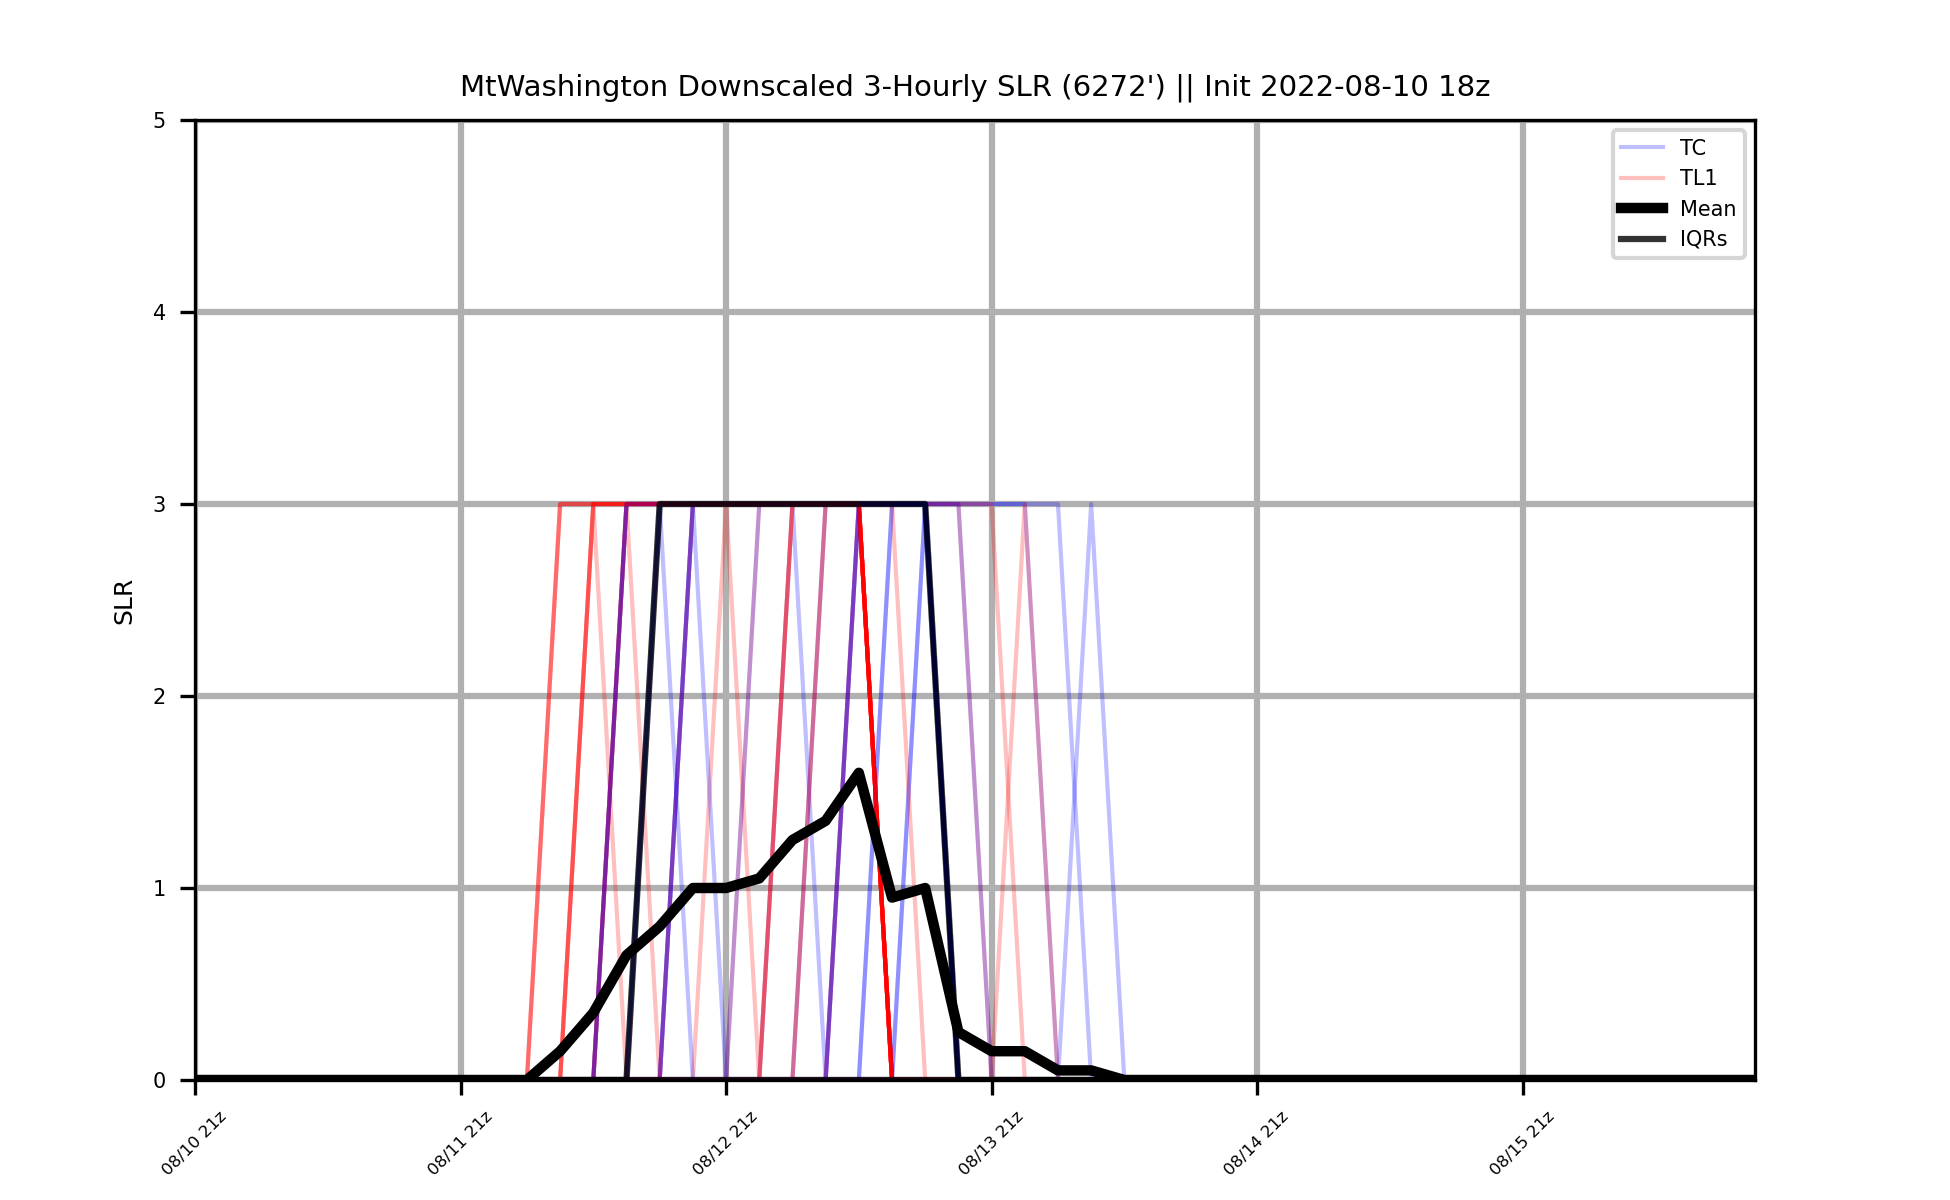 MtWashington Downscaled 3-Hourly SLR (6272') || Init 2022-08-10 18z
5
4
3
2
1
0
SLR
TC
TL1
Mean
IQRs
08/10 21z
08/11 21z
08/12 21z
08/13 21z
08/14 21z
08/15 21z